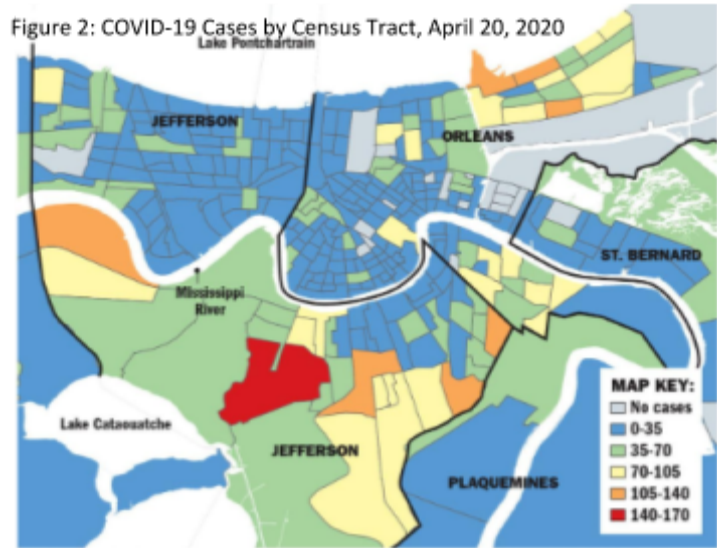 Figure 2: COVID-19 Cases by Census Tract, April 20, 2020
Lake Pontchartrain
JEFFERSON
ORLEANS
ST. BERNARD
Mississippi
River
Lake Cataouatche
JEFFERSON
PLAQUEMINES
MAP KEY:
No cases
0-35
35-70
70-105
105-140
140-170